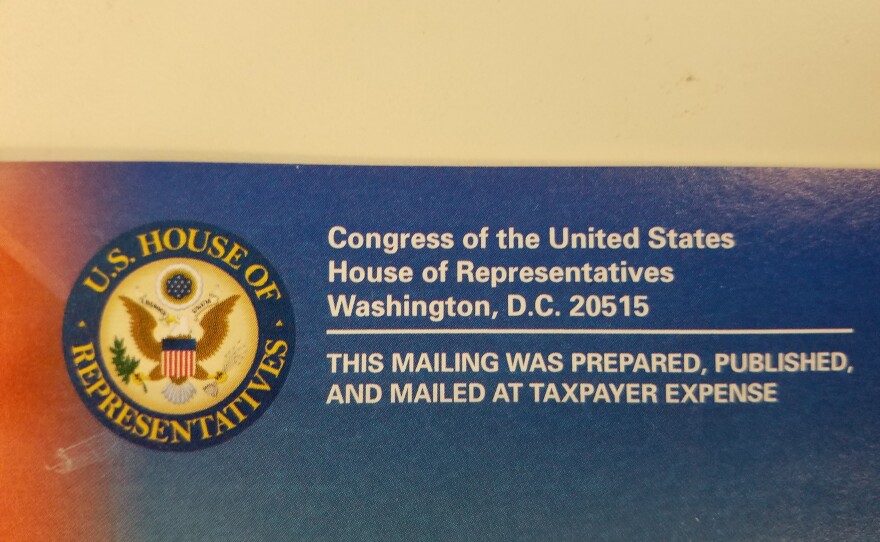 U.S. HOUSE OF
REPRESENTATIVES
Congress of the United States
House of Representatives
Washington, D.C. 20515
THIS MAILING WAS PREPARED, PUBLISHED,
AND MAILED AT TAXPAYER EXPENSE